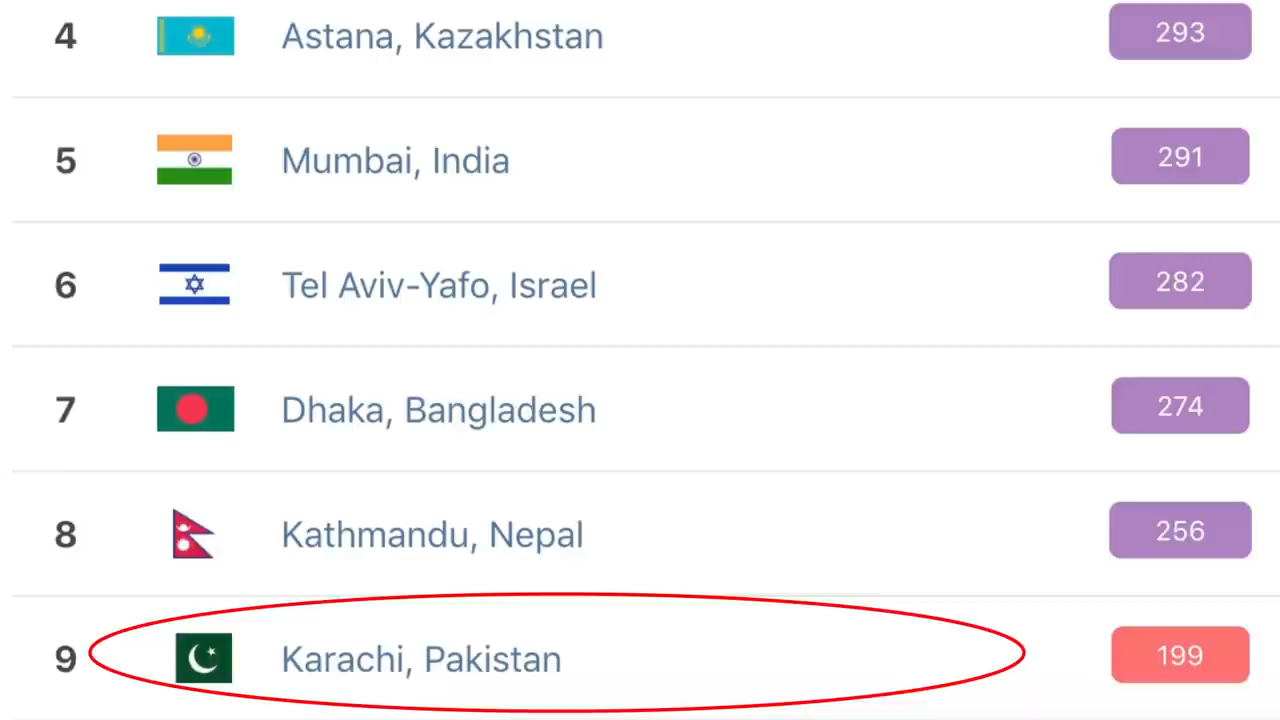 4 Astana, Kazakhstan 293
5 Mumbai, India 291
6 Tel Aviv-Yafo, Israel 282
7 Dhaka, Bangladesh 274
8 Kathmandu, Nepal 256
9 Karachi, Pakistan 199